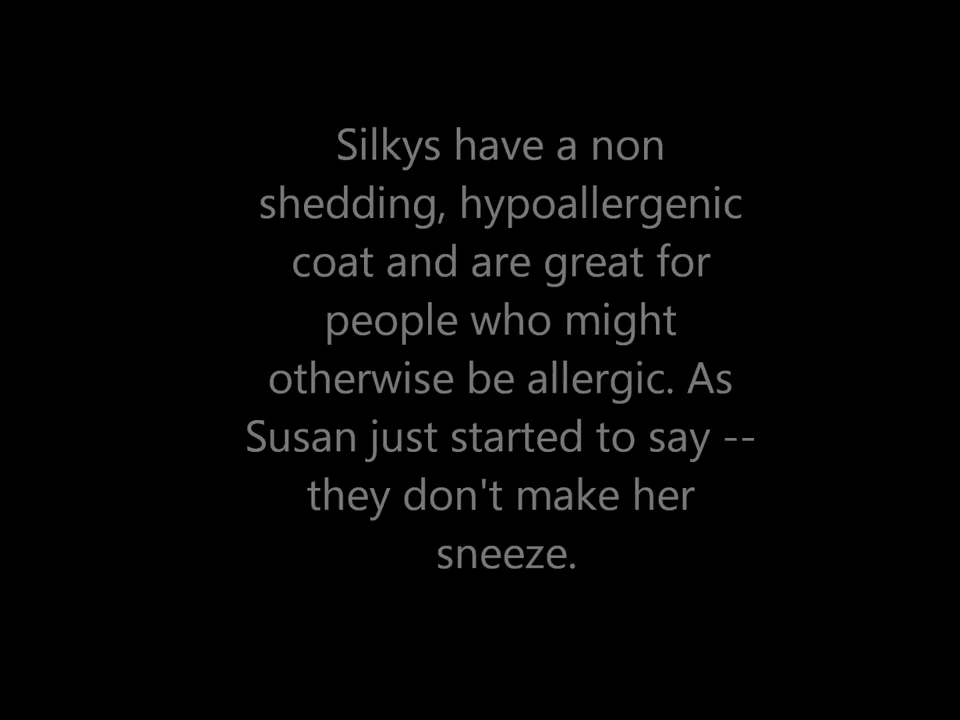 Silkys have a non
shedding, hypoallergenic
coat and are great for
people who might
otherwise be allergic. As
Susan just started to say --
they don't make her
sneeze.